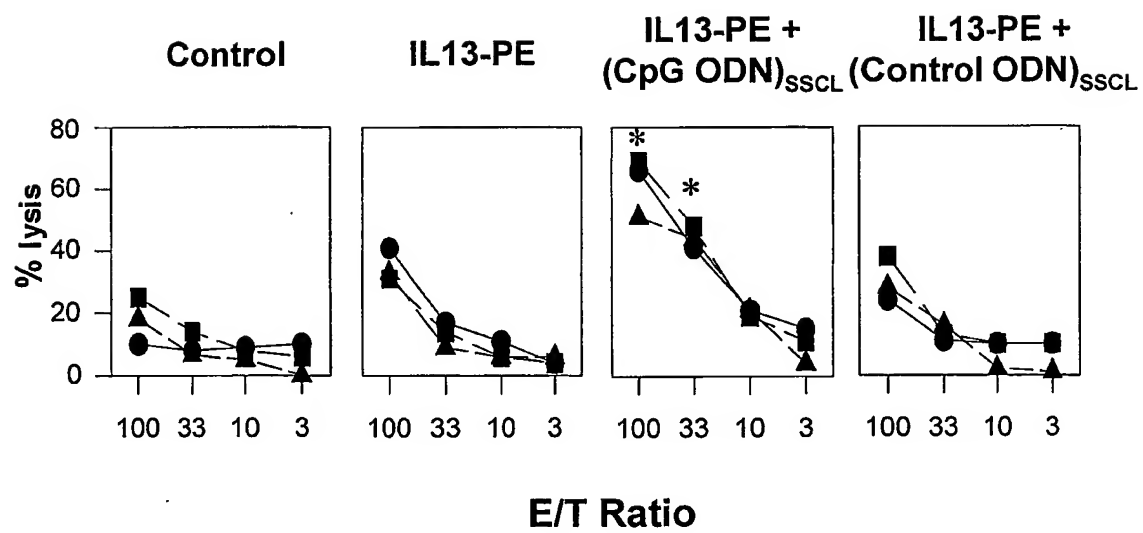 Control
IL13-PE
IL13-PE +
(CpG ODN)SSCL
IL13-PE +
(Control ODN)SSCL
% lysis
80
60
40
20
0
* *
100 33 10 3
100 33 10 3
100 33 10 3
100 33 10 3
E/T Ratio